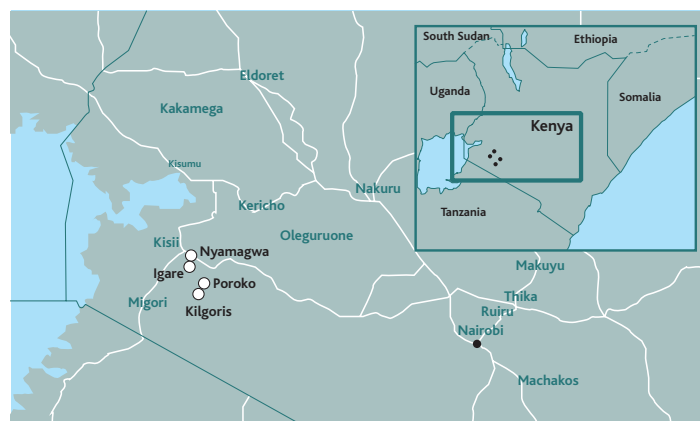 South Sudan
Ethiopia
Uganda
Somalia
Kenya
Tanzania
Eldoret
Kakamega
Kisumu
Nakuru
Kericho
Oleguruone
Kisii
Nyamagwa
Igare
Poroko
Migori
Kilgoris
Makuyu
Thika
Ruiru
Nairobi
Machakos